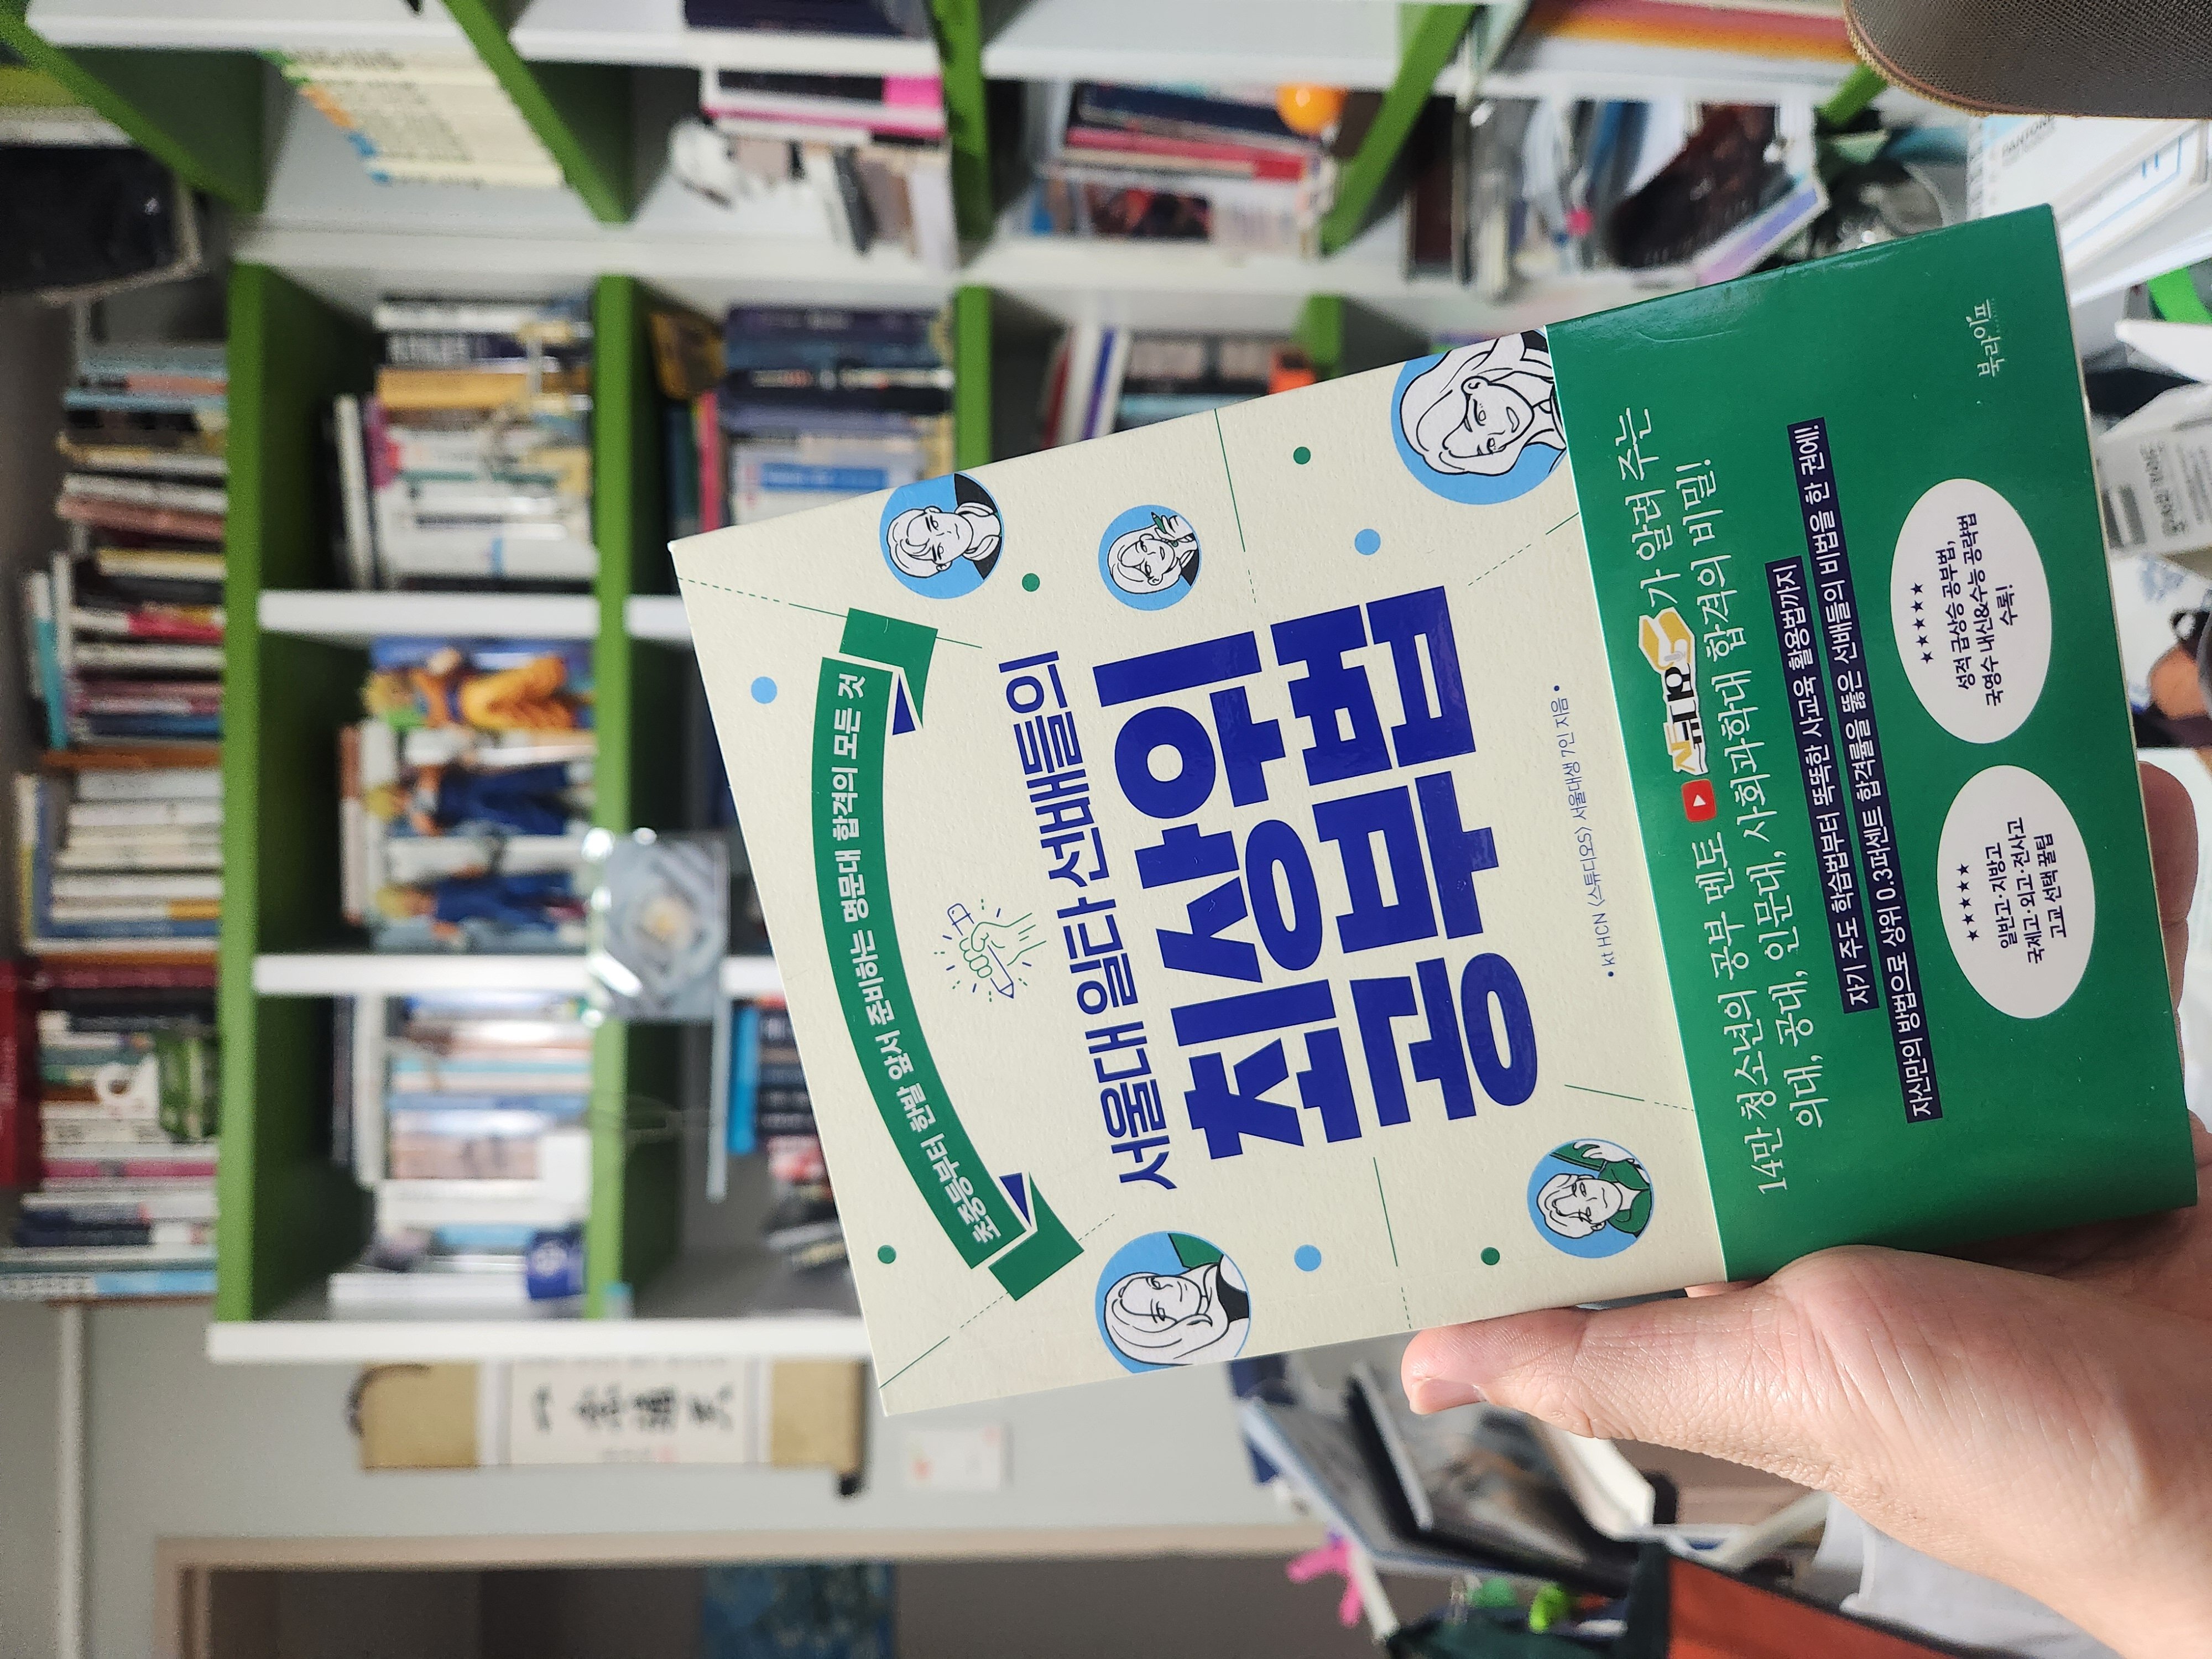 초중등부터 한발 앞서 준비하는 명문대 합격의 모든 것
서울대 일타 선배들의
최상위
공부법
• kt HCN 〈스튜디오S〉 서울대생 7인 지음 •
14만 청소년의 공부 멘토 스튜디오S가 알려 주는
의대, 공대, 인문대, 사회과학대 합격의 비밀!
자기 주도 학습법부터 똑똑한 사교육 활용법까지
자신만의 방법으로 상위 0.3퍼센트 합격률을 뚫은 선배들의 비법을 한 권에!
★★★★★
일반고·지방고
국제고·외고·전사고
고교 선택 꿀팁
★★★★★
성적 급상승 공부법,
국영수 내신&수능 공략법
수록!
북라이프
PANTONE